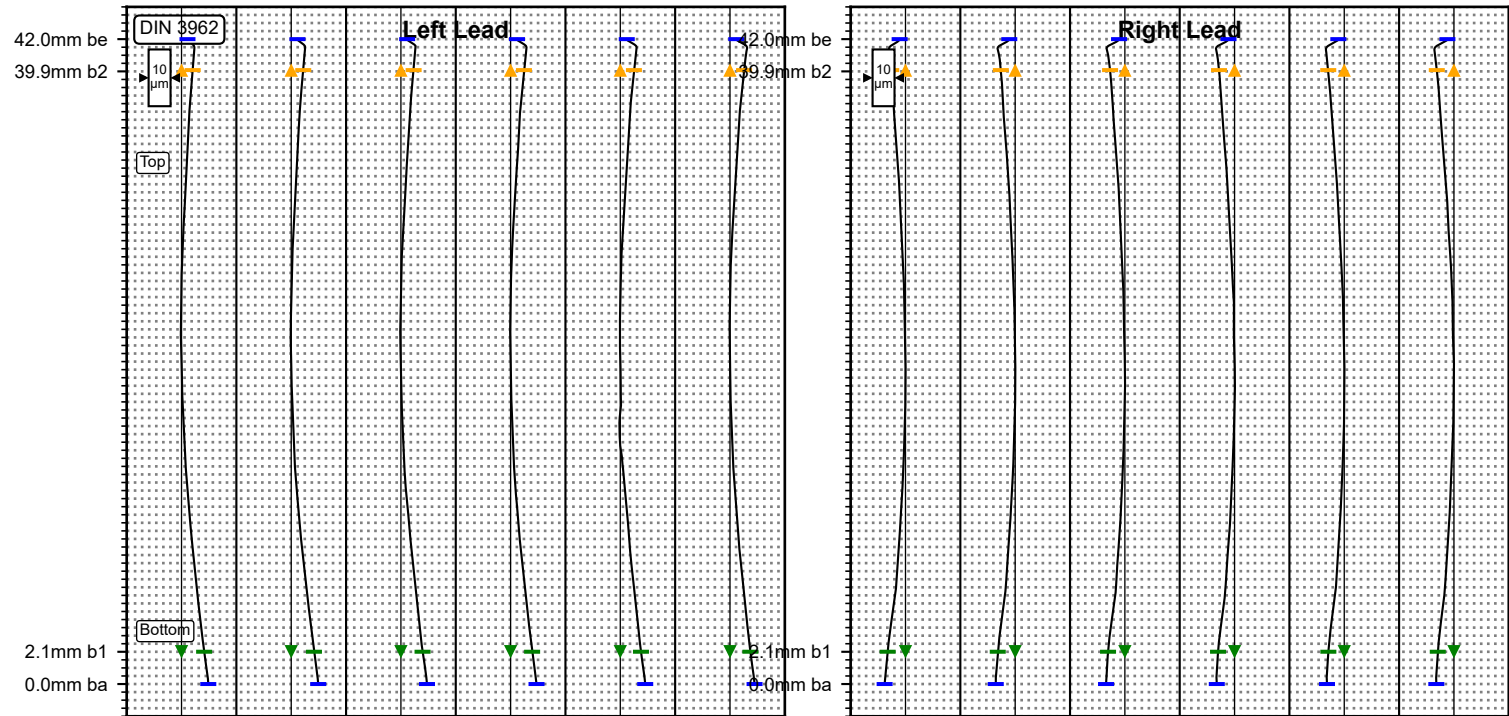 DIN 3962
Left Lead
Right Lead
42.0mm be
42.0mm be
39.9mm b2
39.9mm b2
10
µm
10
µm
Top
Bottom
2.1mm b1
2.1mm b1
0.0mm ba
0.0mm ba